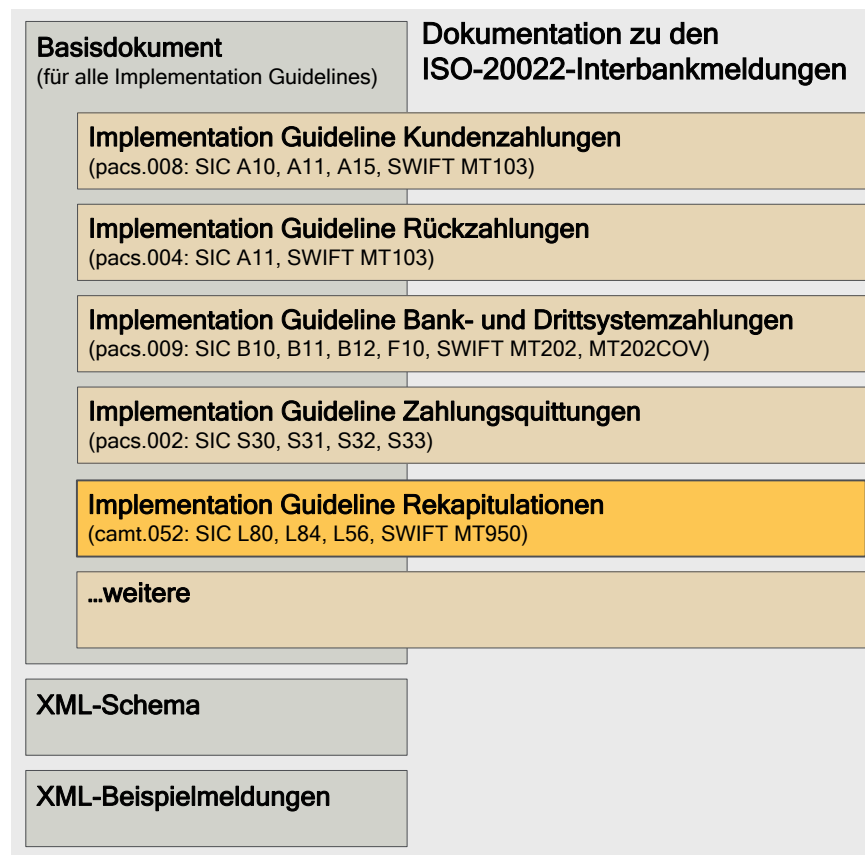 Basisdokument
(für alle Implementation Guidelines)
Dokumentation zu den
ISO-20022-Interbankmeldungen
Implementation Guideline Kundenzahlungen
(pacs.008: SIC A10, A11, A15, SWIFT MT103)
Implementation Guideline Rückzahlungen
(pacs.004: SIC A11, SWIFT MT103)
Implementation Guideline Bank- und Drittsystemzahlungen
(pacs.009: SIC B10, B11, B12, F10, SWIFT MT202, MT202COV)
Implementation Guideline Zahlungsquittungen
(pacs.002: SIC S30, S31, S32, S33)
Implementation Guideline Rekapitulationen
(camt.052: SIC L80, L84, L56, SWIFT MT950)
...weitere
XML-Schema
XML-Beispielmeldungen